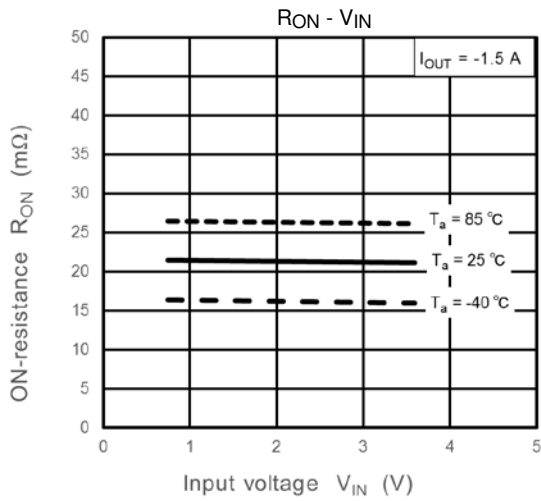 RON - VIN
IOUT = -1.5 A
ON-resistance RON (mΩ)
50
45
40
35
30
25
20
15
10
5
0
Ta = 85 °C
Ta = 25 °C
Ta = -40 °C
0 1 2 3 4 5
Input voltage VIN (V)